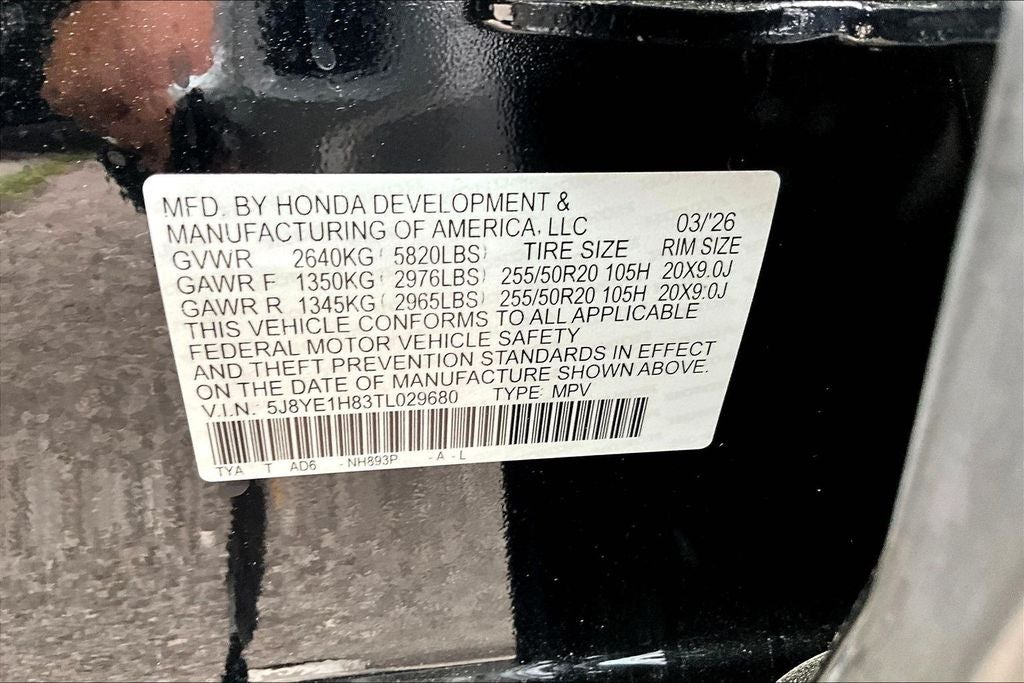 MFD. BY HONDA DEVELOPMENT &
MANUFACTURING OF AMERICA, LLC 03/'26
GVWR 2640KG ( 5820LBS) TIRE SIZE RIM SIZE
GAWR F 1350KG ( 2976LBS) 255/50R20 105H 20X9.0J
GAWR R 1345KG ( 2965LBS) 255/50R20 105H 20X9.0J
THIS VEHICLE CONFORMS TO ALL APPLICABLE
FEDERAL MOTOR VEHICLE SAFETY
AND THEFT PREVENTION STANDARDS IN EFFECT
ON THE DATE OF MANUFACTURE SHOWN ABOVE.
V.I.N. 5J8YE1H83TL029680 TYPE: MPV
TYA T AD6 - NH893P - A - L